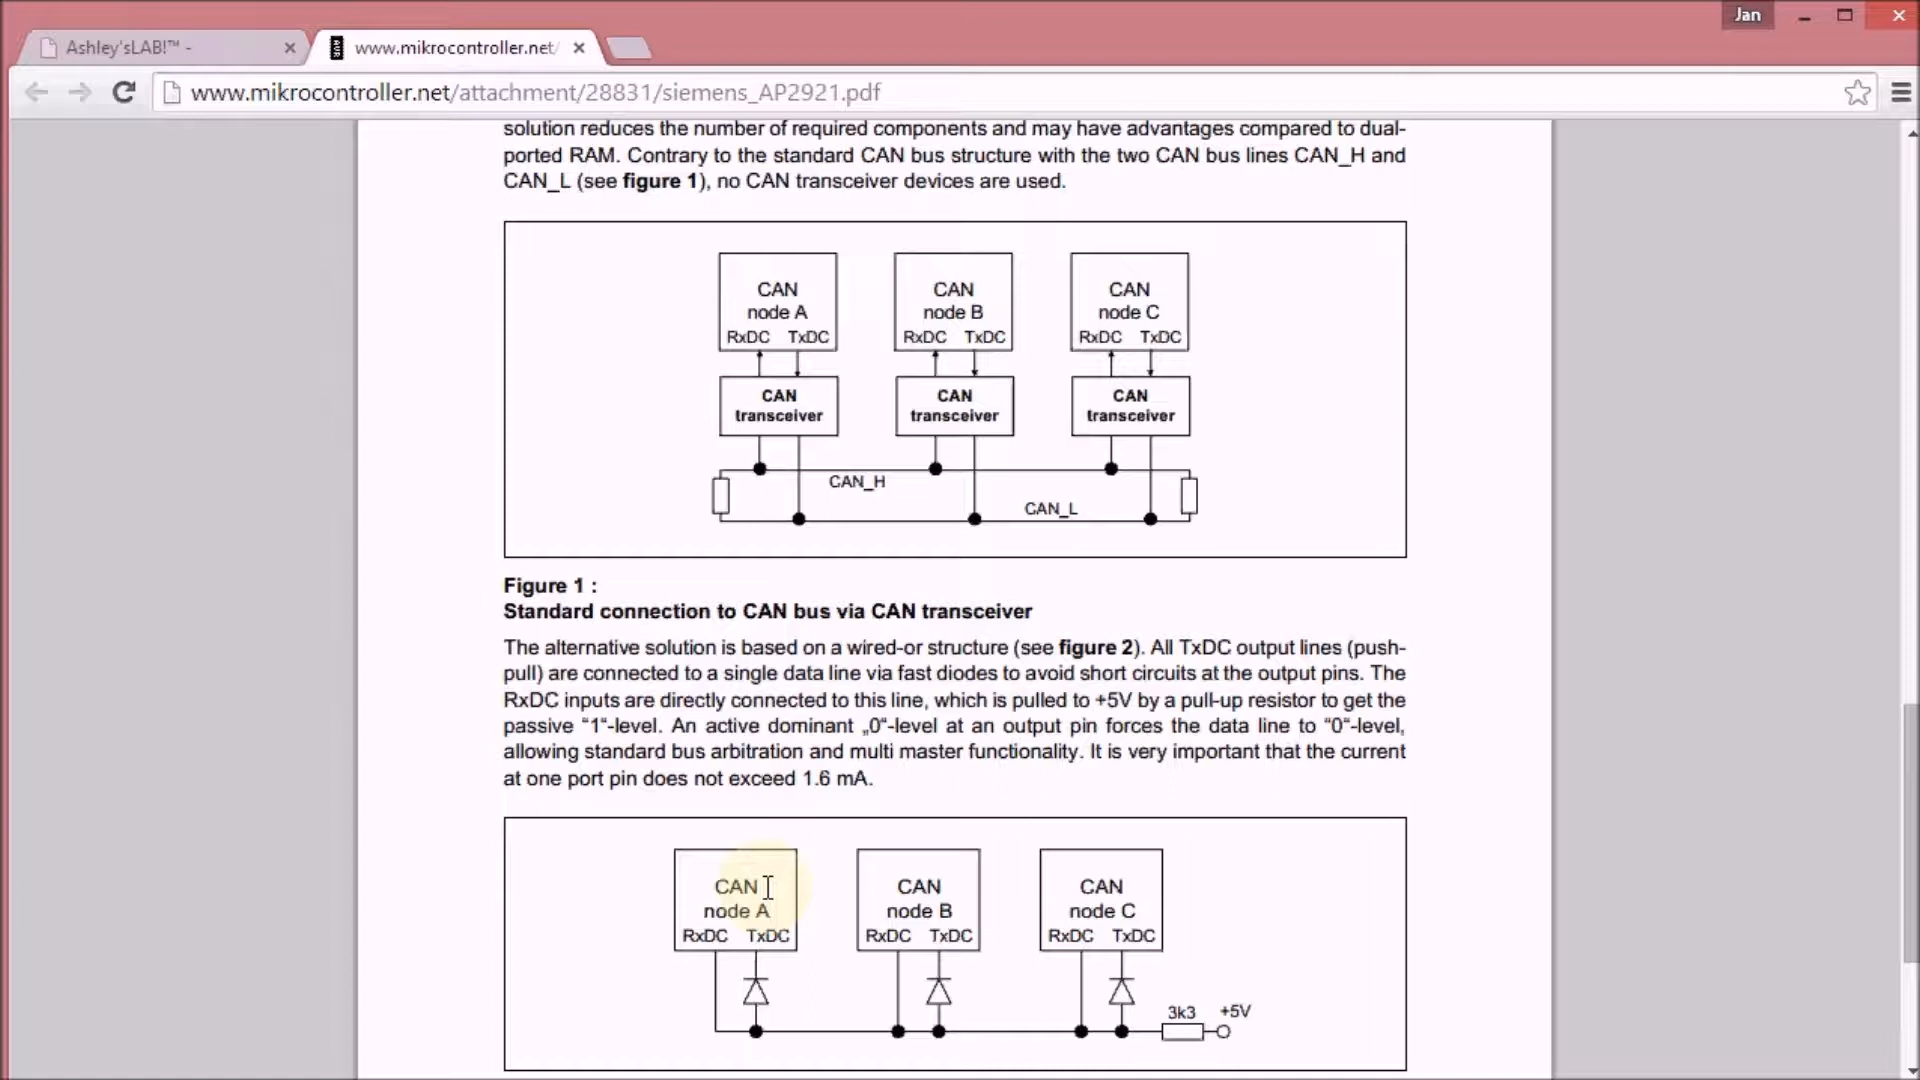 Jan
Ashley'sLAB!™ -
www.mikrocontroller.net/
www.mikrocontroller.net/attachment/28831/siemens_AP2921.pdf
solution reduces the number of required components and may have advantages compared to dual-
ported RAM. Contrary to the standard CAN bus structure with the two CAN bus lines CAN_H and
CAN_L (see figure 1), no CAN transceiver devices are used.
CAN CAN CAN
node A node B node C
RxDC TxDC RxDC TxDC RxDC TxDC
CAN CAN CAN
transceiver transceiver transceiver
CAN_H
CAN_L
Figure 1 :
Standard connection to CAN bus via CAN transceiver
The alternative solution is based on a wired-or structure (see figure 2). All TxDC output lines (push-
pull) are connected to a single data line via fast diodes to avoid short circuits at the output pins. The
RxDC inputs are directly connected to this line, which is pulled to +5V by a pull-up resistor to get the
passive “1“-level. An active dominant „0“-level at an output pin forces the data line to “0“-level,
allowing standard bus arbitration and multi master functionality. It is very important that the current
at one port pin does not exceed 1.6 mA.
CAN CAN CAN
node A node B node C
RxDC TxDC RxDC TxDC RxDC TxDC
3k3 +5V